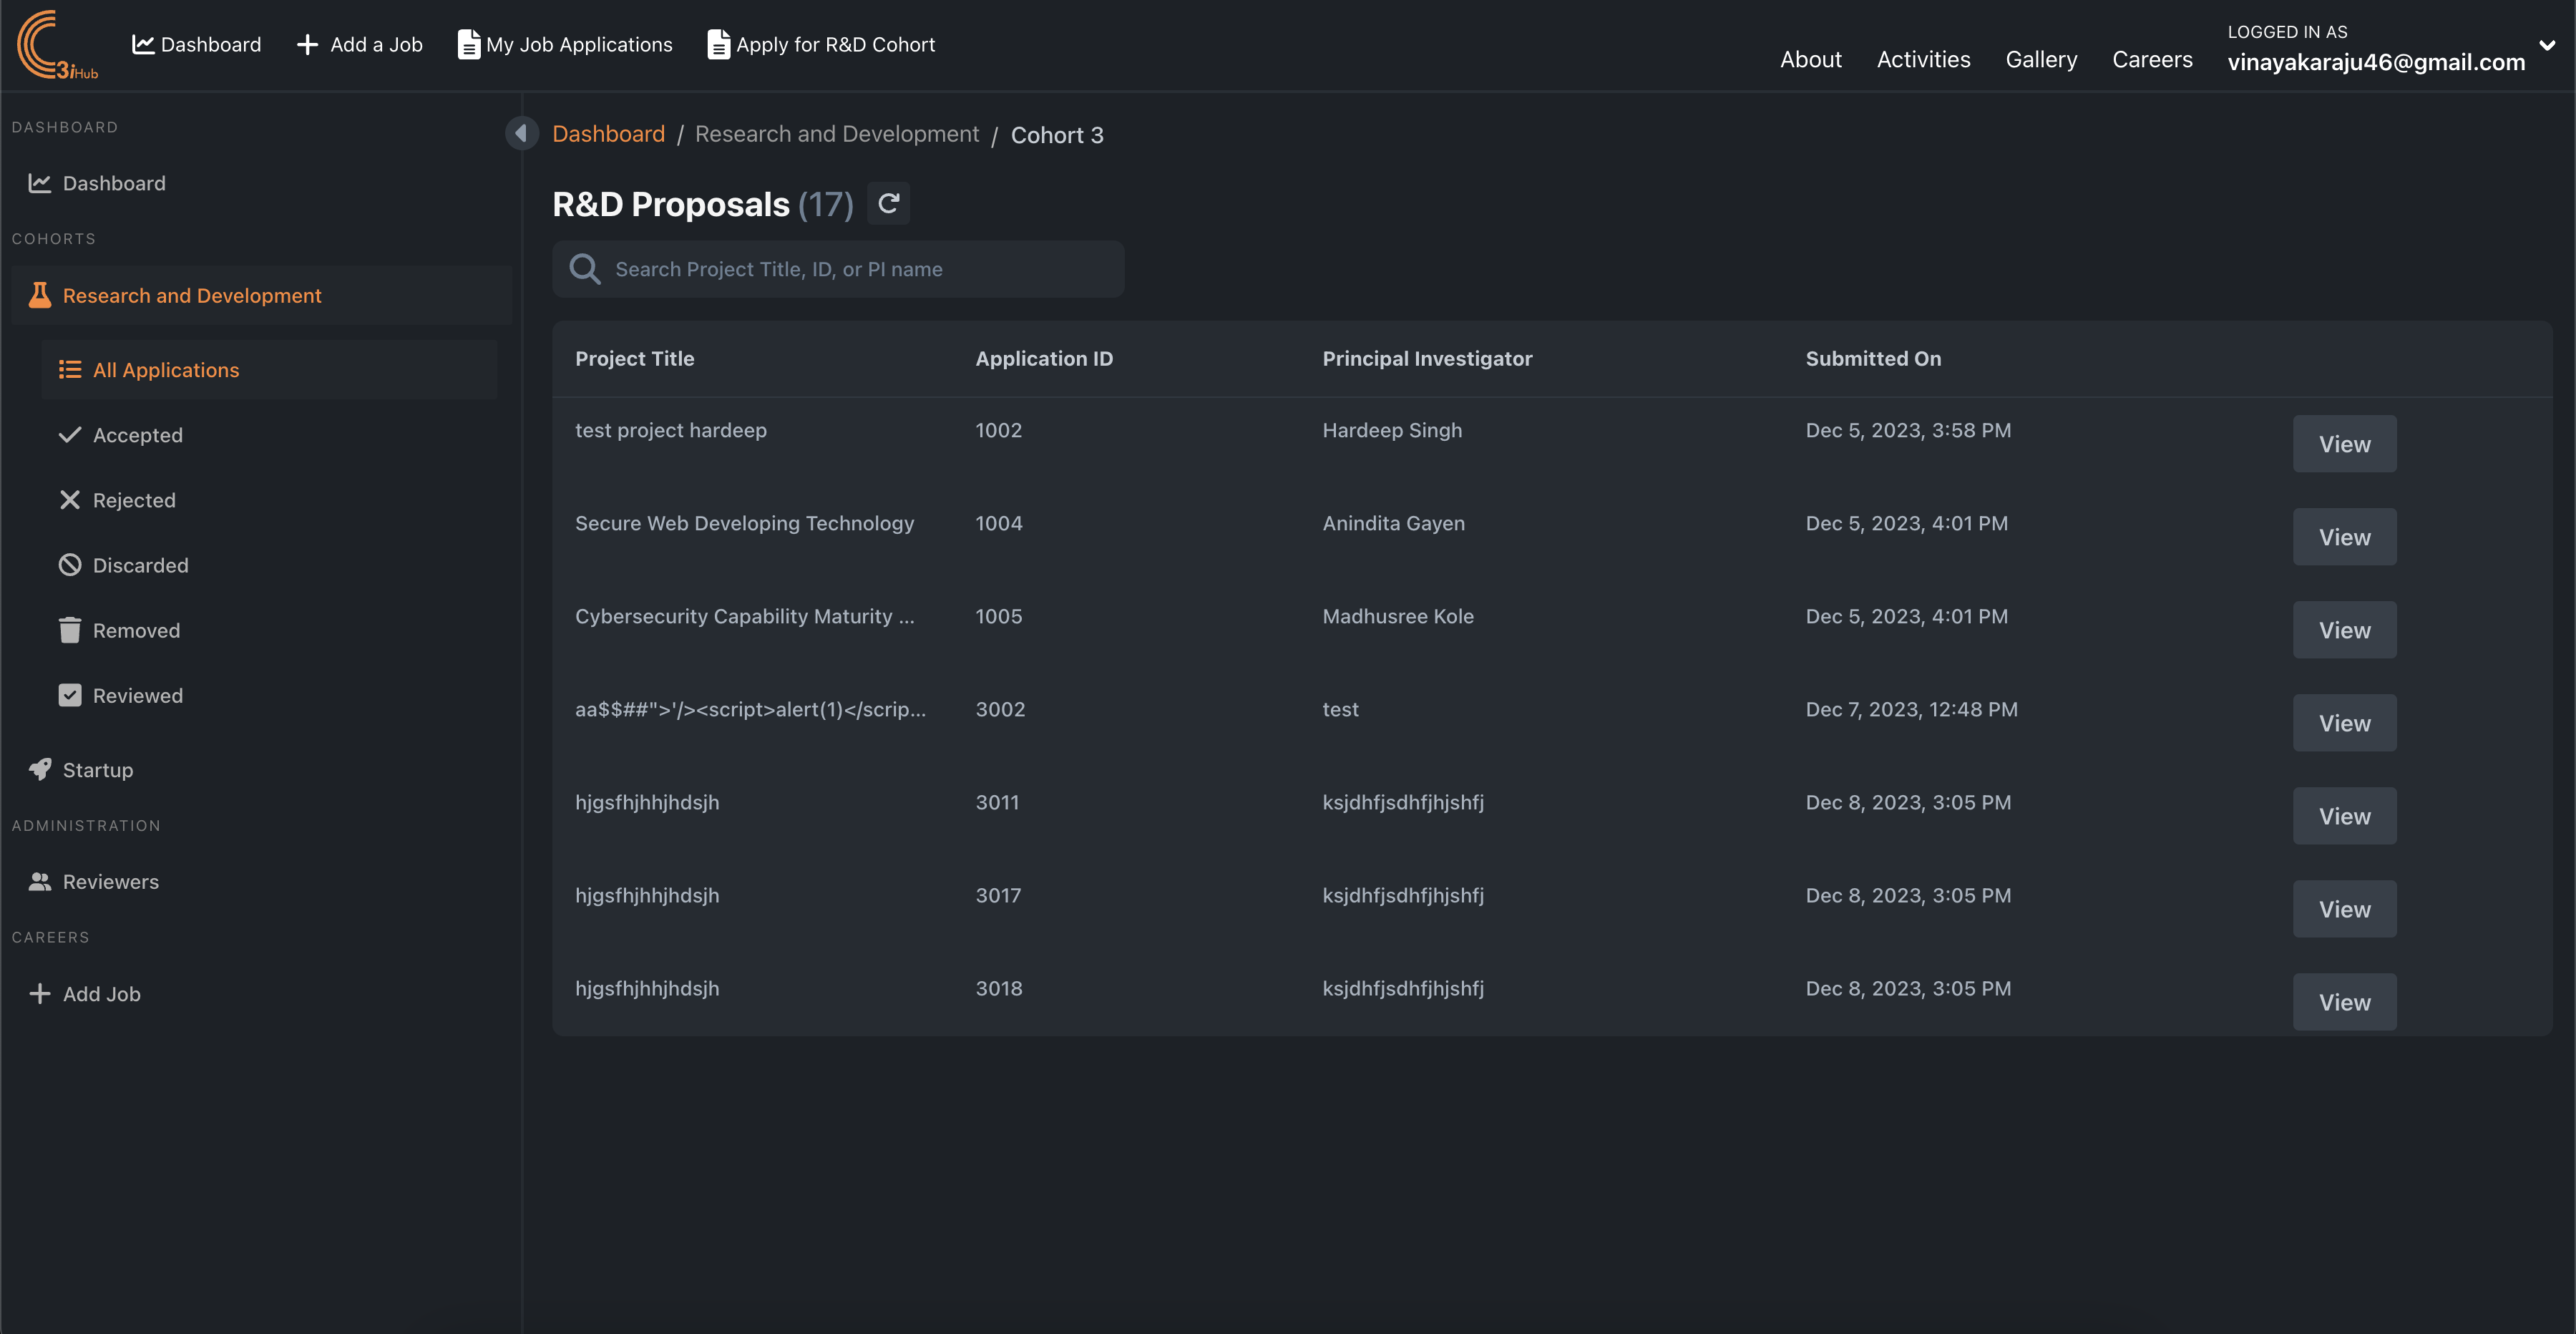 3iHub
Dashboard
Add a Job
My Job Applications
Apply for R&D Cohort
About
Activities
Gallery
Careers
LOGGED IN AS
vinayakaraju46@gmail.com
DASHBOARD
Dashboard
COHORTS
Research and Development
All Applications
Accepted
Rejected
Discarded
Removed
Reviewed
Startup
ADMINISTRATION
Reviewers
CAREERS
Add Job
Dashboard / Research and Development / Cohort 3
R&D Proposals (17)
Search Project Title, ID, or PI name
Project Title Application ID Principal Investigator Submitted On
test project hardeep 1002 Hardeep Singh Dec 5, 2023, 3:58 PM View
Secure Web Developing Technology 1004 Anindita Gayen Dec 5, 2023, 4:01 PM View
Cybersecurity Capability Maturity ... 1005 Madhusree Kole Dec 5, 2023, 4:01 PM View
aa$$##">'/><script>alert(1)</scrip... 3002 test Dec 7, 2023, 12:48 PM View
hjgsfhjhhjhdsjh 3011 ksjdhfjsdhfjhjshfj Dec 8, 2023, 3:05 PM View
hjgsfhjhhjhdsjh 3017 ksjdhfjsdhfjhjshfj Dec 8, 2023, 3:05 PM View
hjgsfhjhhjhdsjh 3018 ksjdhfjsdhfjhjshfj Dec 8, 2023, 3:05 PM View